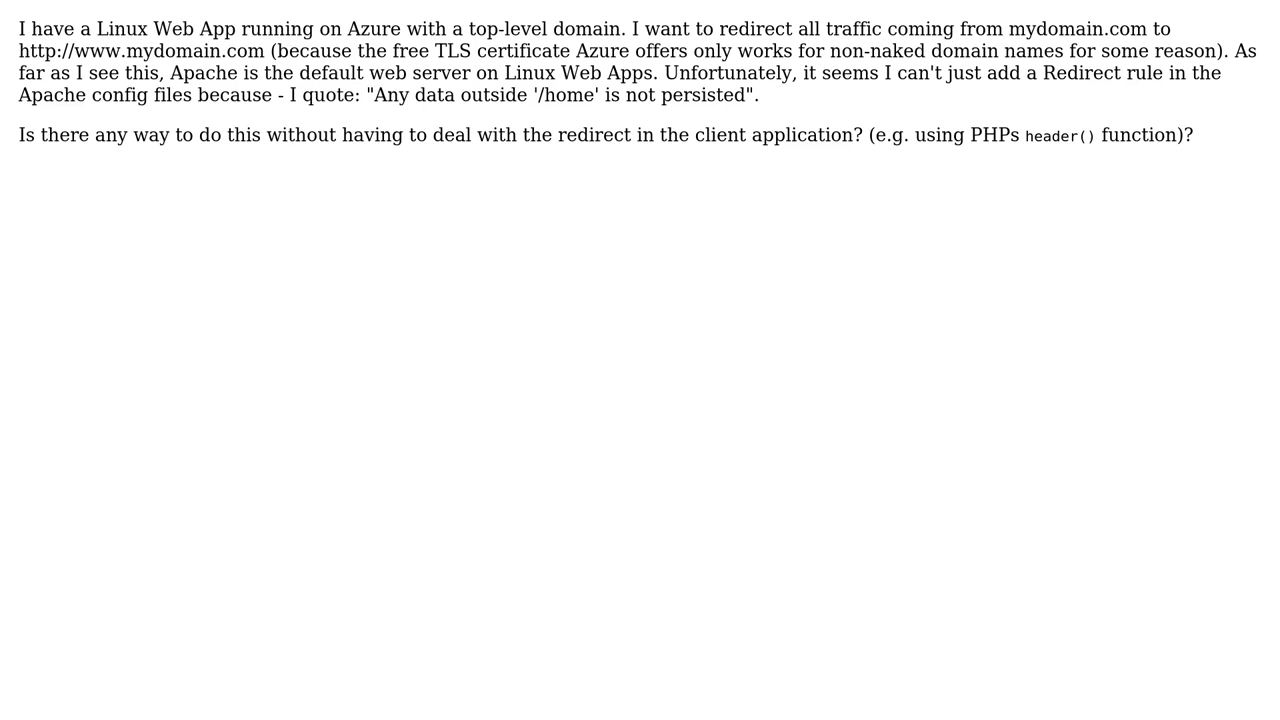 I have a Linux Web App running on Azure with a top-level domain. I want to redirect all traffic coming from mydomain.com to
http://www.mydomain.com (because the free TLS certificate Azure offers only works for non-naked domain names for some reason). As
far as I see this, Apache is the default web server on Linux Web Apps. Unfortunately, it seems I can't just add a Redirect rule in the
Apache config files because - I quote: "Any data outside '/home' is not persisted".
Is there any way to do this without having to deal with the redirect in the client application? (e.g. using PHPs header() function)?